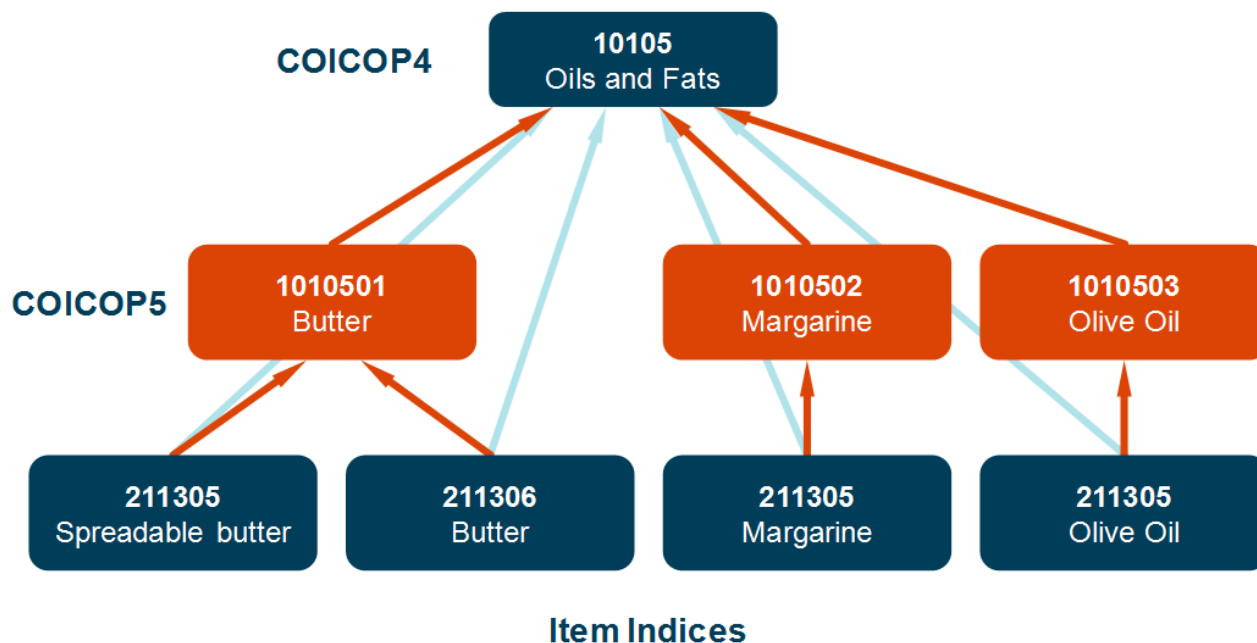 COICOP4
10105
Oils and Fats
COICOP5
1010501
Butter
1010502
Margarine
1010503
Olive Oil
211305
Spreadable butter
211306
Butter
211305
Margarine
211305
Olive Oil
Item Indices